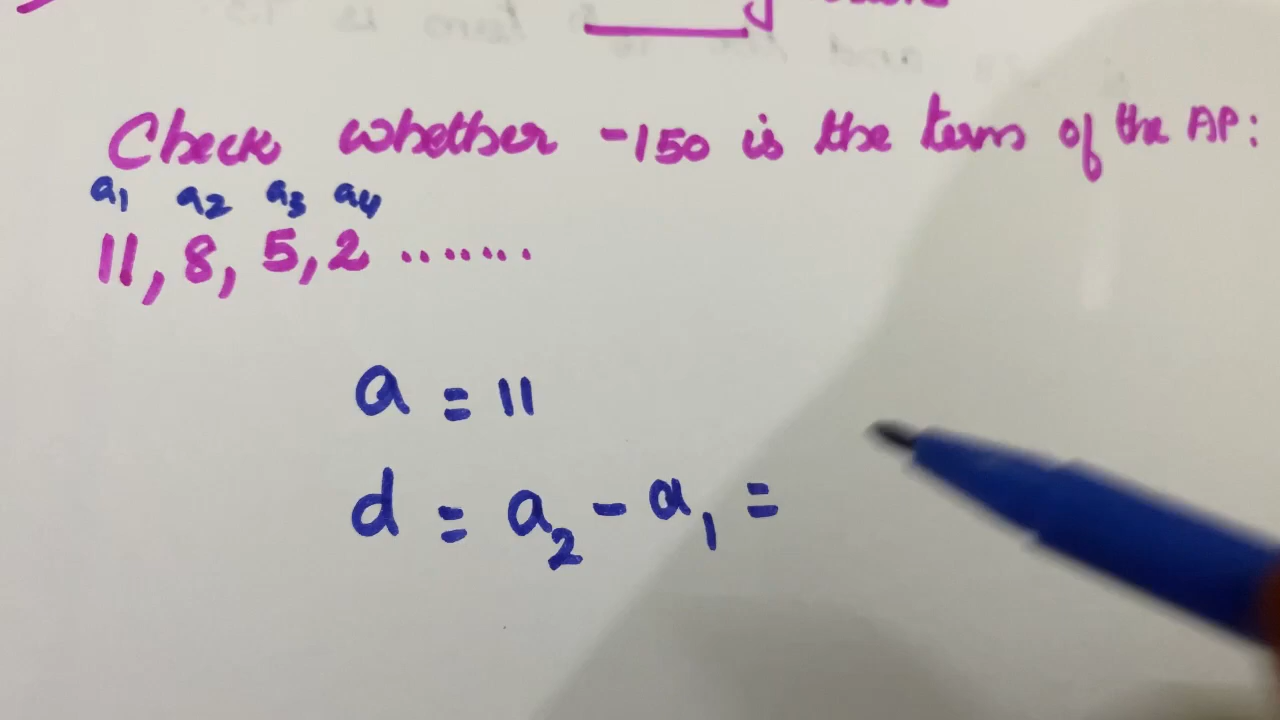 Check whether -150 is the term of the AP:
a1 a2 a3 a4
11, 8, 5, 2 .......
a = 11
d = a2 - a1 =